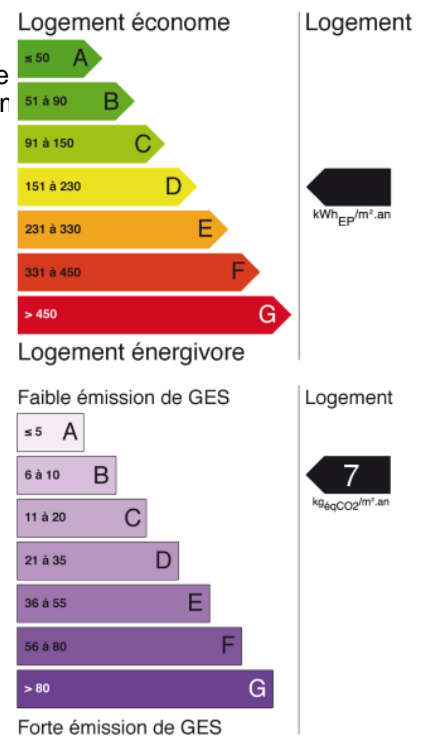 Logement économe
Logement
≤ 50 A
51 à 90 B
91 à 150 C
151 à 230 D
231 à 330 E
331 à 450 F
> 450 G
kWhEP/m².an
Logement énergivore
Faible émission de GES
Logement
≤ 5 A
6 à 10 B
11 à 20 C
21 à 35 D
36 à 55 E
56 à 80 F
> 80 G
7
kgéqCO2/m².an
Forte émission de GES